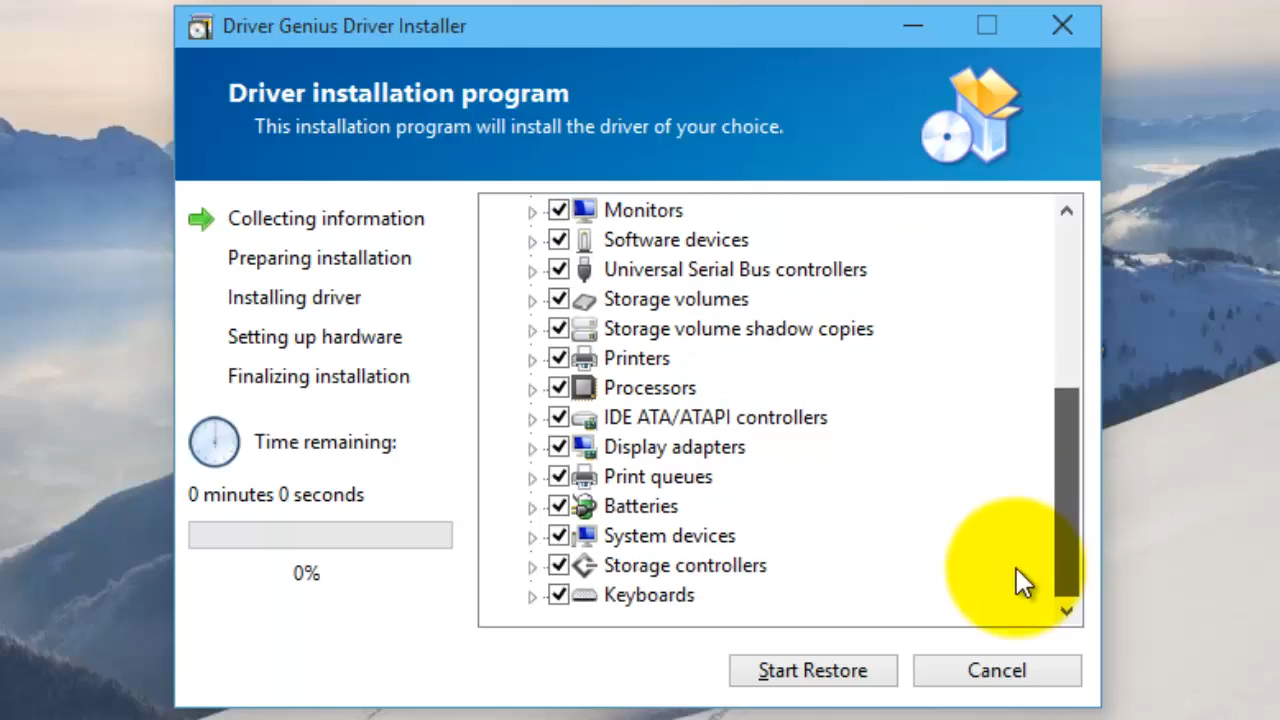 Driver Genius Driver Installer
Driver installation program
This installation program will install the driver of your choice.
Collecting information
Preparing installation
Installing driver
Setting up hardware
Finalizing installation
Time remaining:
0 minutes 0 seconds
0%
Monitors
Software devices
Universal Serial Bus controllers
Storage volumes
Storage volume shadow copies
Printers
Processors
IDE ATA/ATAPI controllers
Display adapters
Print queues
Batteries
System devices
Storage controllers
Keyboards
Start Restore
Cancel